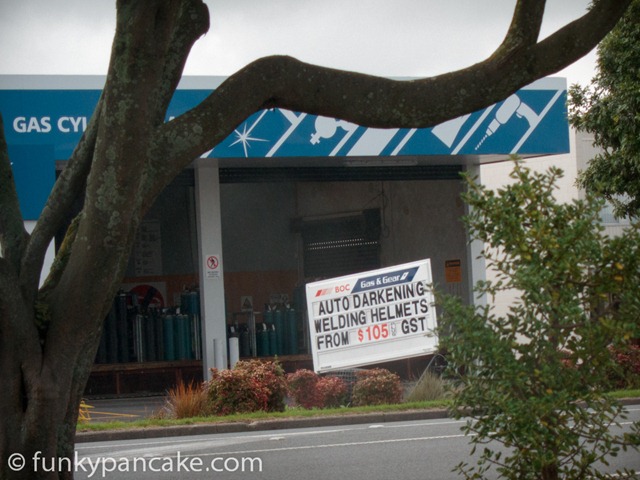 GAS CYL
BOC Gas & Gear
AUTO DARKENING
WELDING HELMETS
FROM $105 GST
© funkypancake.com